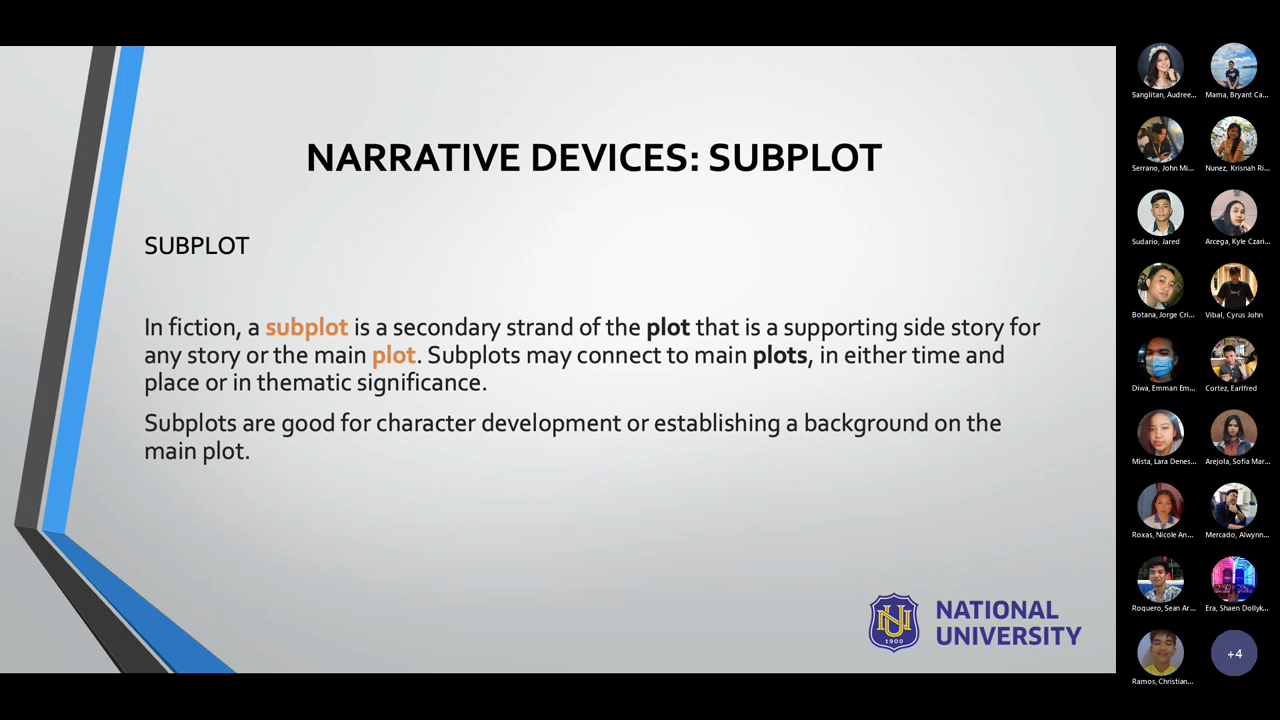 NARRATIVE DEVICES: SUBPLOT
SUBPLOT
In fiction, a subplot is a secondary strand of the plot that is a supporting side story for
any story or the main plot. Subplots may connect to main plots, in either time and
place or in thematic significance.
Subplots are good for character development or establishing a background on the
main plot.
NU
1900
NATIONAL
UNIVERSITY
Sanglitan, Audree...
Mama, Bryant Ca...
Serrano, John Mi...
Nunez, Krisnah Ri...
Sudario, Jared
Arcega, Kyle Czari...
Botana, Jorge Cri...
Vibal, Cyrus John
Diwa, Emman Em...
Cortez, Earlfred
Mista, Lara Denes...
Arejola, Sofia Mar...
Roxas, Nicole An...
Mercado, Alwynn...
Roquero, Sean Ar...
Era, Shaen Dollyk...
Ramos, Christian...
+4